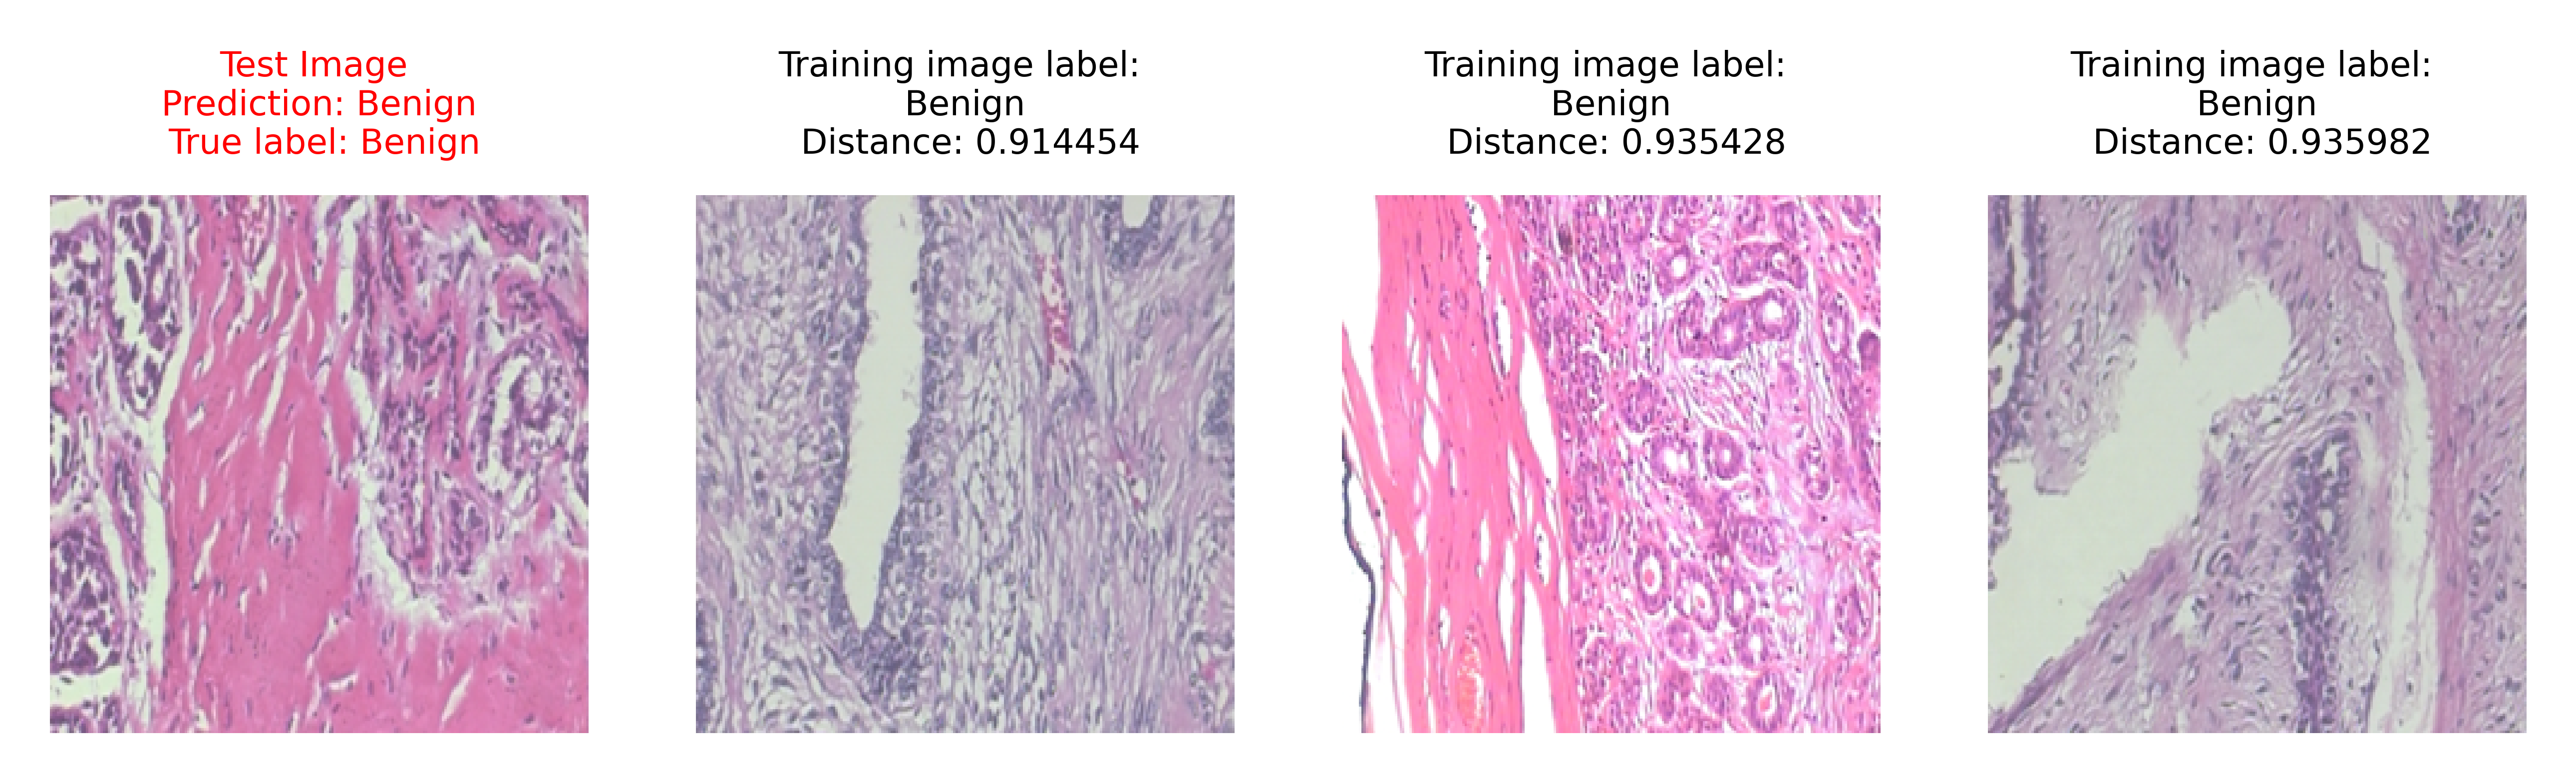 Test Image
Prediction: Benign
True label: Benign
Training image label:
Benign
Distance: 0.914454
Training image label:
Benign
Distance: 0.935428
Training image label:
Benign
Distance: 0.935982